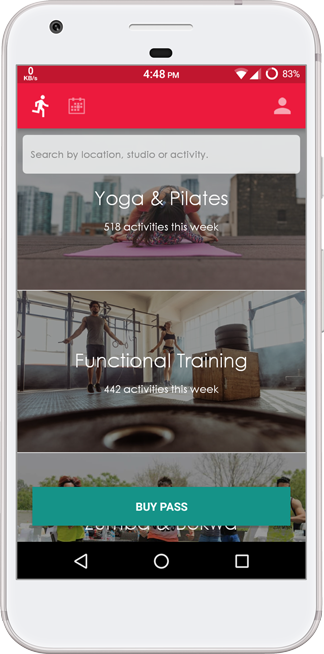 0
KB/s
4:48 PM
83%
Search by location, studio or activity.
Yoga & Pilates
518 activities this week
Functional Training
442 activities this week
BUY PASS
Zumba & Bokwa